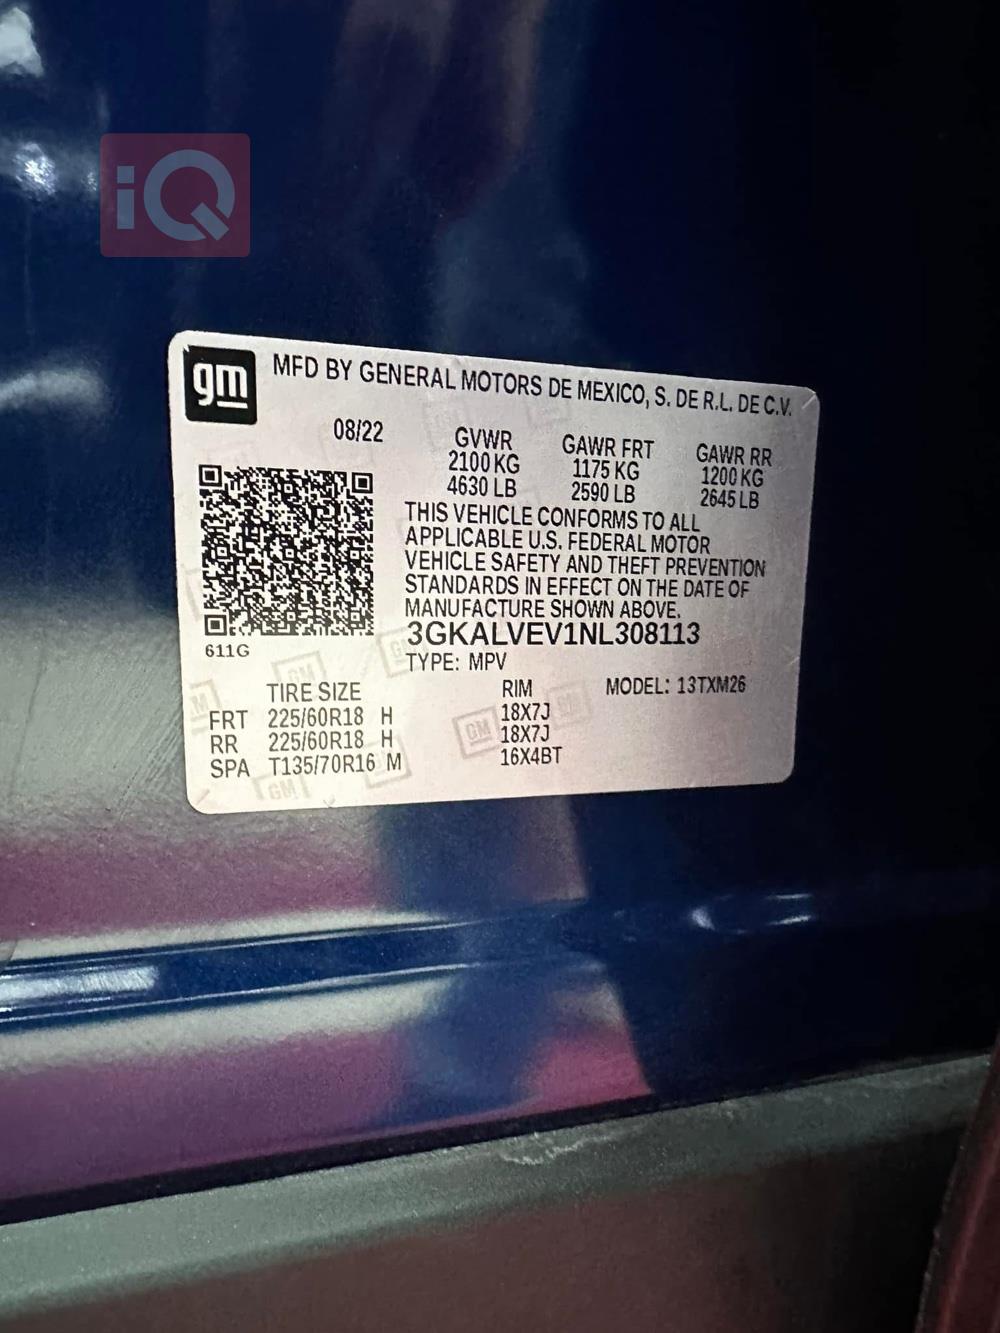 iQ
gm
MFD BY GENERAL MOTORS DE MEXICO, S. DE R.L. DE C.V.
08/22
GVWR GAWR FRT GAWR RR
2100 KG 1175 KG 1200 KG
4630 LB 2590 LB 2645 LB
THIS VEHICLE CONFORMS TO ALL
APPLICABLE U.S. FEDERAL MOTOR
VEHICLE SAFETY AND THEFT PREVENTION
STANDARDS IN EFFECT ON THE DATE OF
MANUFACTURE SHOWN ABOVE.
3GKALVEV1NL308113
611G
TYPE: MPV
TIRE SIZE RIM MODEL: 13TXM26
FRT 225/60R18 H 18X7J
RR 225/60R18 H 18X7J
SPA T135/70R16 M 16X4BT
GM
GM
GM